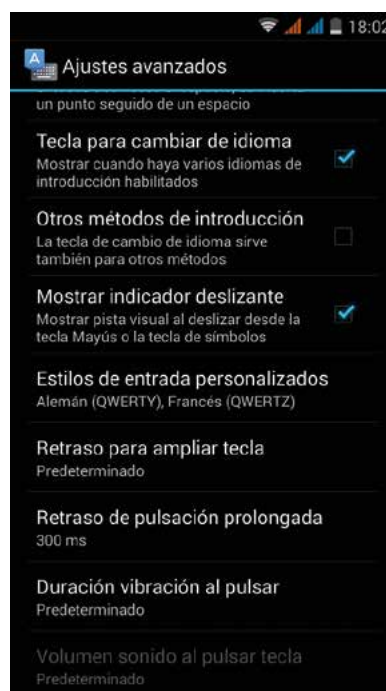 18:02
Ajustes avanzados
un punto seguido de un espacio
Tecla para cambiar de idioma
Mostrar cuando haya varios idiomas de
introducción habilitados
Otros métodos de introducción
La tecla de cambio de idioma sirve
también para otros métodos
Mostrar indicador deslizante
Mostrar pista visual al deslizar desde la
tecla Mayús o la tecla de símbolos
Estilos de entrada personalizados
Alemán (QWERTY), Francés (QWERTZ)
Retraso para ampliar tecla
Predeterminado
Retraso de pulsación prolongada
300 ms
Duración vibración al pulsar
Predeterminado
Volumen sonido al pulsar tecla
Predeterminado